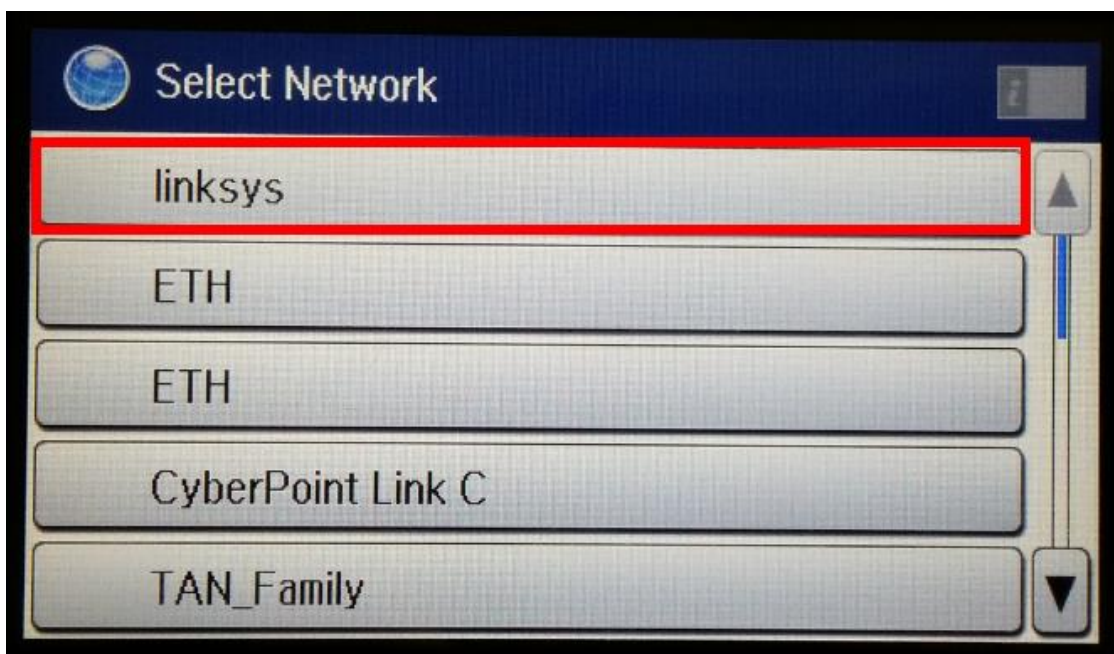 Select Network
linksys
ETH
ETH
CyberPoint Link C
TAN_Family